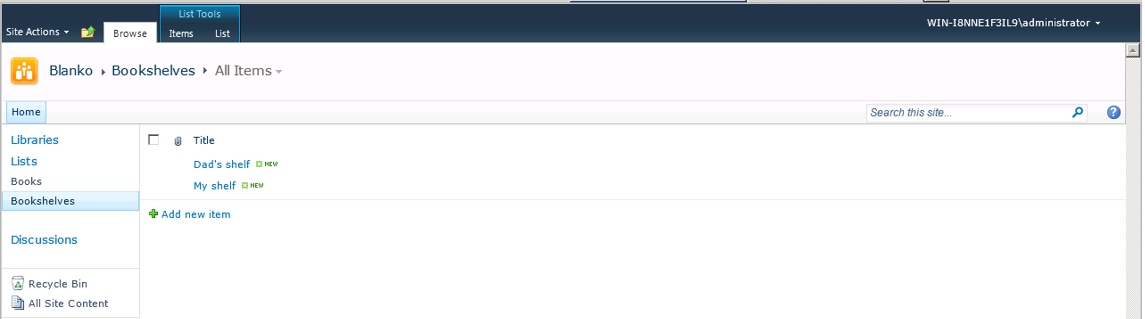 List Tools
Site Actions Browse Items List WIN-I8NNE1F3IL9\administrator
Blanko Bookshelves All Items
Home Search this site... ?
Libraries
Lists
Books
Bookshelves
Discussions
Recycle Bin
All Site Content
Title
Dad's shelf NEW
My shelf NEW
Add new item